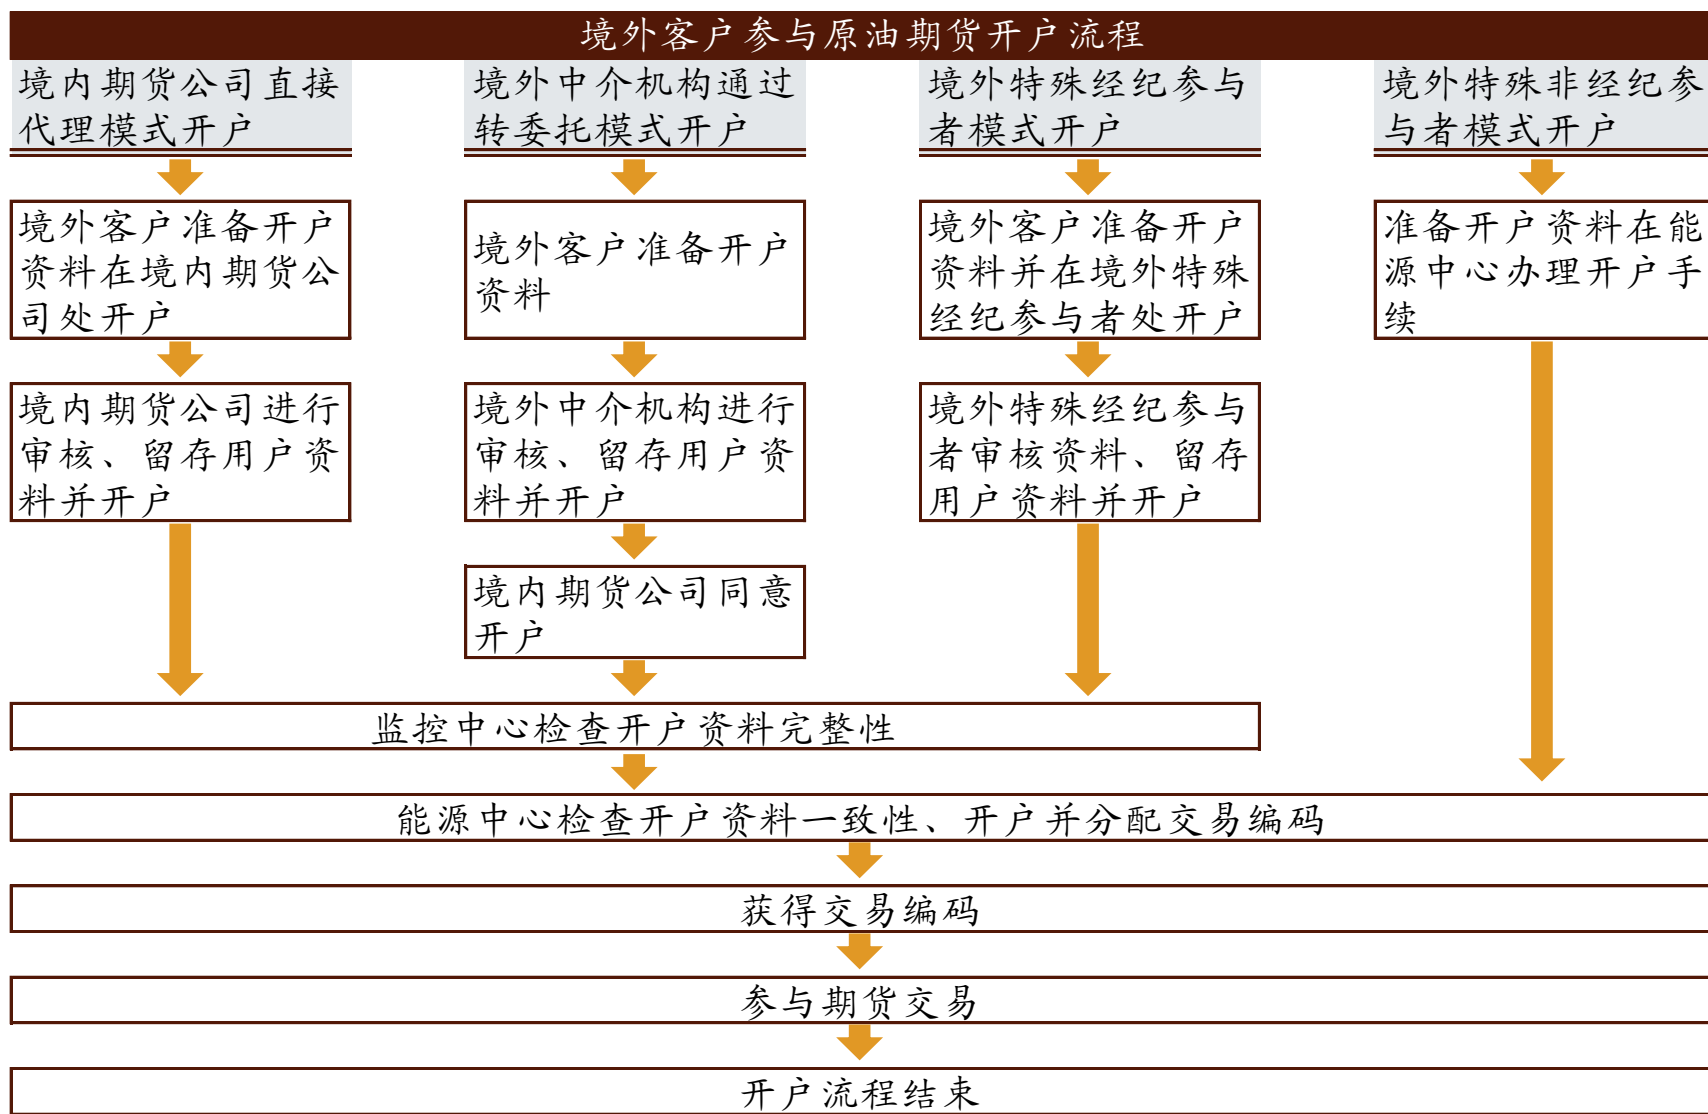 境外客户参与原油期货开户流程
境内期货公司直接
代理模式开户
境外中介机构通过
转委托模式开户
境外特殊经纪参与
者模式开户
境外特殊非经纪参
与者模式开户
境外客户准备开户
资料在境内期货公
司处开户
境外客户准备开户
资料
境外客户准备开户
资料并在境外特殊
经纪参与者处开户
准备开户资料在能
源中心办理开户手
续
境内期货公司进行
审核、留存用户资
料并开户
境外中介机构进行
审核、留存用户资
料并开户
境外特殊经纪参与
者审核资料、留存
用户资料并开户
境内期货公司同意
开户
监控中心检查开户资料完整性
能源中心检查开户资料一致性、开户并分配交易编码
获得交易编码
参与期货交易
开户流程结束